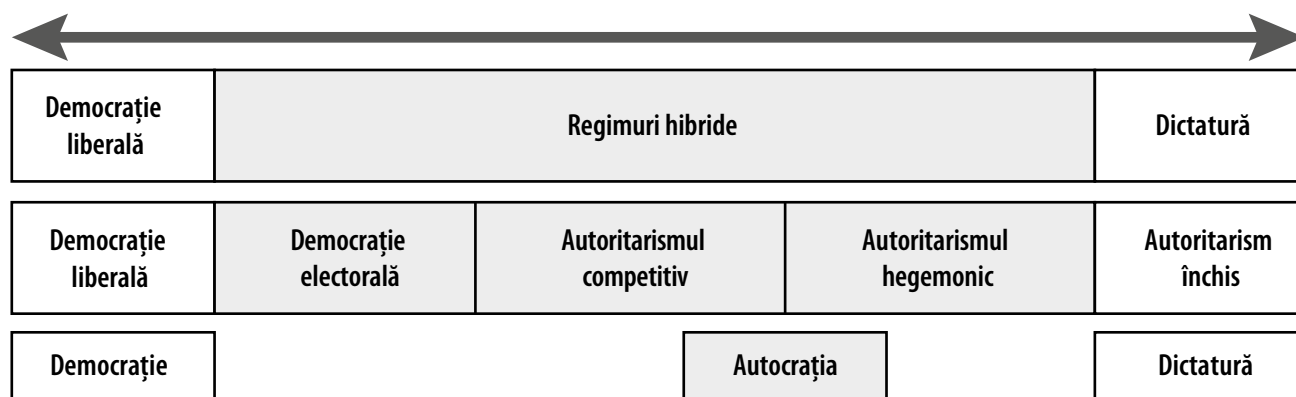 Democrație
liberală
Regimuri hibride
Dictatură
Democrație
liberală
Democrație
electorală
Autoritarismul
competitiv
Autoritarismul
hegemonic
Autoritarism
închis
Democrație
Autocrația
Dictatură